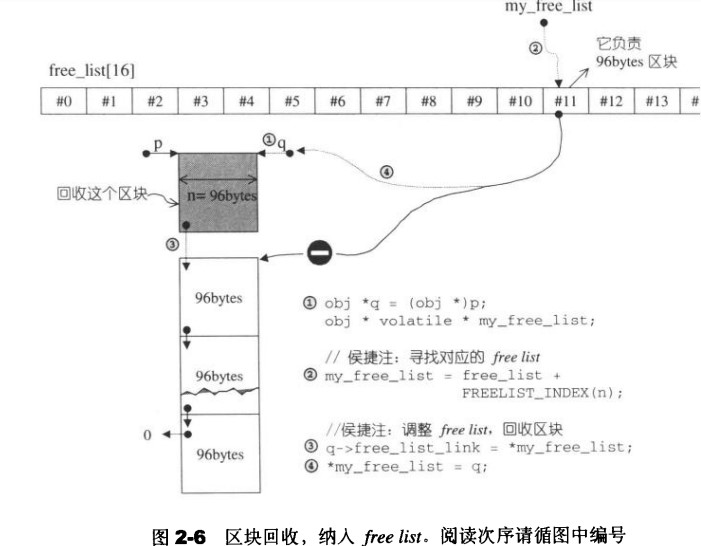 my_free_list
②
它负责
96bytes 区块
free_list[16]
#0 #1 #2 #3 #4 #5 #6 #7 #8 #9 #10 #11 #12 #13 #
p
① q
④
回收这个区块
n= 96bytes
③
96bytes
96bytes
0
96bytes
① obj *q = (obj *)p;
obj * volatile * my_free_list;
// 侯捷注：寻找对应的 free list
② my_free_list = free_list +
FREELIST_INDEX(n);
//侯捷注：调整 free list，回收区块
③ q->free_list_link = *my_free_list;
④ *my_free_list = q;
图 2-6 区块回收，纳入 free list。阅读次序请循图中编号